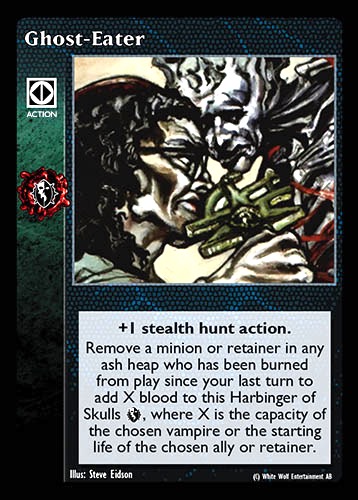 Ghost-Eater
ACTION
+1 stealth hunt action.
Remove a minion or retainer in any
ash heap who has been burned
from play since your last turn to
add X blood to this Harbinger of
Skulls , where X is the capacity of
the chosen vampire or the starting
life of the chosen ally or retainer.
Illus: Steve Eidson
(C) White Wolf Entertainment AB